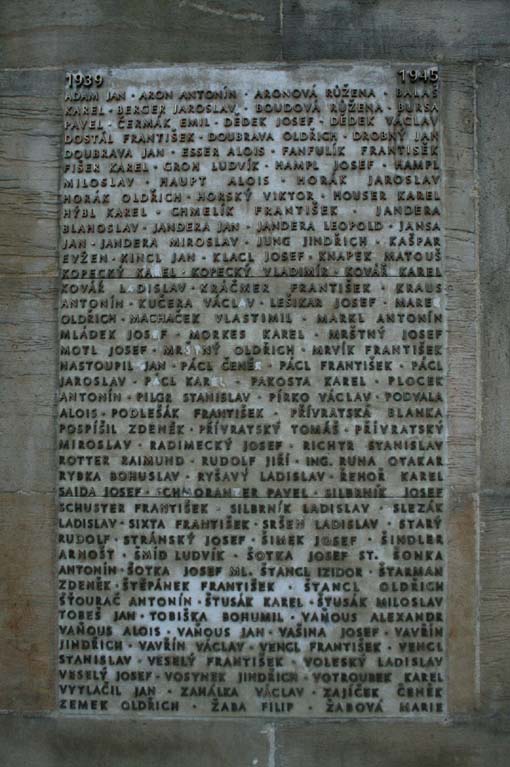 1939 1945
ADAM JAN · ARON ANTONÍN · ARONOVÁ RŮŽENA · BALAŠ
KAREL · BERGER JAROSLAV · BOUDOVÁ RŮŽENA · BURSA
PAVEL · ČERMÁK EMIL · DĚDEK JOSEF · DĚDEK VÁCLAV
DOSTÁL FRANTIŠEK · DOUBRAVA OLDŘICH · DROBNÝ JAN
DOUBRAVA JAN · ESSER ALOIS · FANFULÍK FRANTIŠEK
FIŠER KAREL · GROH LUDVÍK · HAMPL JOSEF · HAMPL
MILOSLAV · HAUPT ALOIS · HORÁK JAROSLAV
HORÁK OLDŘICH · HORSKÝ VIKTOR · HOUSER KAREL
HÝBL KAREL · CHMELÍK FRANTIŠEK · JANDERA
BLAHOSLAV · JANDERA JAN · JANDERA LEOPOLD · JANSA
JAN · JANDERA MIROSLAV · JUNG JINDŘICH · KAŠPAR
EVŽEN · KINCL JAN · KLACL JOSEF · KNAPEK MATOUŠ
KOPECKÝ KAREL · KOPECKÝ VLADIMÍR · KOVÁŘ KAREL
KOVÁŘ LADISLAV · KRÁČMER FRANTIŠEK · KRAUS
ANTONÍN · KUČERA VÁCLAV · LEŠIKAR JOSEF · MAREK
OLDŘICH · MACHÁČEK VLASTIMIL · MARKL ANTONÍN
MLÁDEK JOSEF · MORKES KAREL · MRŠTNÝ JOSEF
MOTL JOSEF · MRŠTNÝ OLDŘICH · MRVÍK FRANTIŠEK
NASTOUPIL JAN · PÁCL ČENĚK · PÁCL FRANTIŠEK · PÁCL
JAROSLAV · PÁCL KAREL · PAKOSTA KAREL · PLOCEK
ANTONÍN · PILGR STANISLAV · PÍRKO VÁCLAV · PODVALA
ALOIS · PODLEŠÁK FRANTIŠEK · PŘÍVRATSKÁ BLANKA
POSPÍŠIL ZDENĚK · PŘÍVRATSKÝ TOMÁŠ · PŘÍVRATSKÝ
MIROSLAV · RADIMECKÝ JOSEF · RICHTR STANISLAV
ROTTER RAIMUND · RUDOLF JIŘÍ · ING. RUNA OTAKAR
RYBKA BOHUSLAV · RYŠAVÝ LADISLAV · ŘEHOŘ KAREL
SAIDA JOSEF · SCHMORANZER PAVEL · SILBRNÍK JOSEF
SCHUSTER FRANTIŠEK · SILBRNÍK LADISLAV · SLEZÁK
LADISLAV · SIXTA FRANTIŠEK · SRŠEŇ LADISLAV · STARÝ
RUDOLF · STRÁNSKÝ JOSEF · ŠIMEK JOSEF · ŠINDLER
ARNOŠT · ŠMÍD LUDVÍK · ŠOTKA JOSEF ST. ŠONKA
ANTONÍN · ŠOTKA JOSEF ML. ŠTANCL IZIDOR · ŠTARMAN
ZDENĚK · ŠTĚPÁNEK FRANTIŠEK · ŠTANCL OLDŘICH
ŠŤOURAČ ANTONÍN · ŠTUSÁK KAREL · ŠTUSÁK MILOSLAV
TOBEŠ JAN · TOBIŠKA BOHUMIL · VAŇOUS ALEXANDR
VAŇOUS ALOIS · VAŇOUS JAN · VAŠINA JOSEF · VAVŘÍN
JINDŘICH · VAVŘÍN VÁCLAV · VENCL FRANTIŠEK · VENCL
STANISLAV · VESELÝ FRANTIŠEK · VOLESKÝ LADISLAV
VESELÝ JOSEF · VOSYNEK JINDŘICH · VOTROUBEK KAREL
VYTLAČIL JAN · ZAHÁLKA VÁCLAV · ZAJÍČEK ČENĚK
ZEMEK OLDŘICH · ŽABA FILIP · ŽABOVÁ MARIE